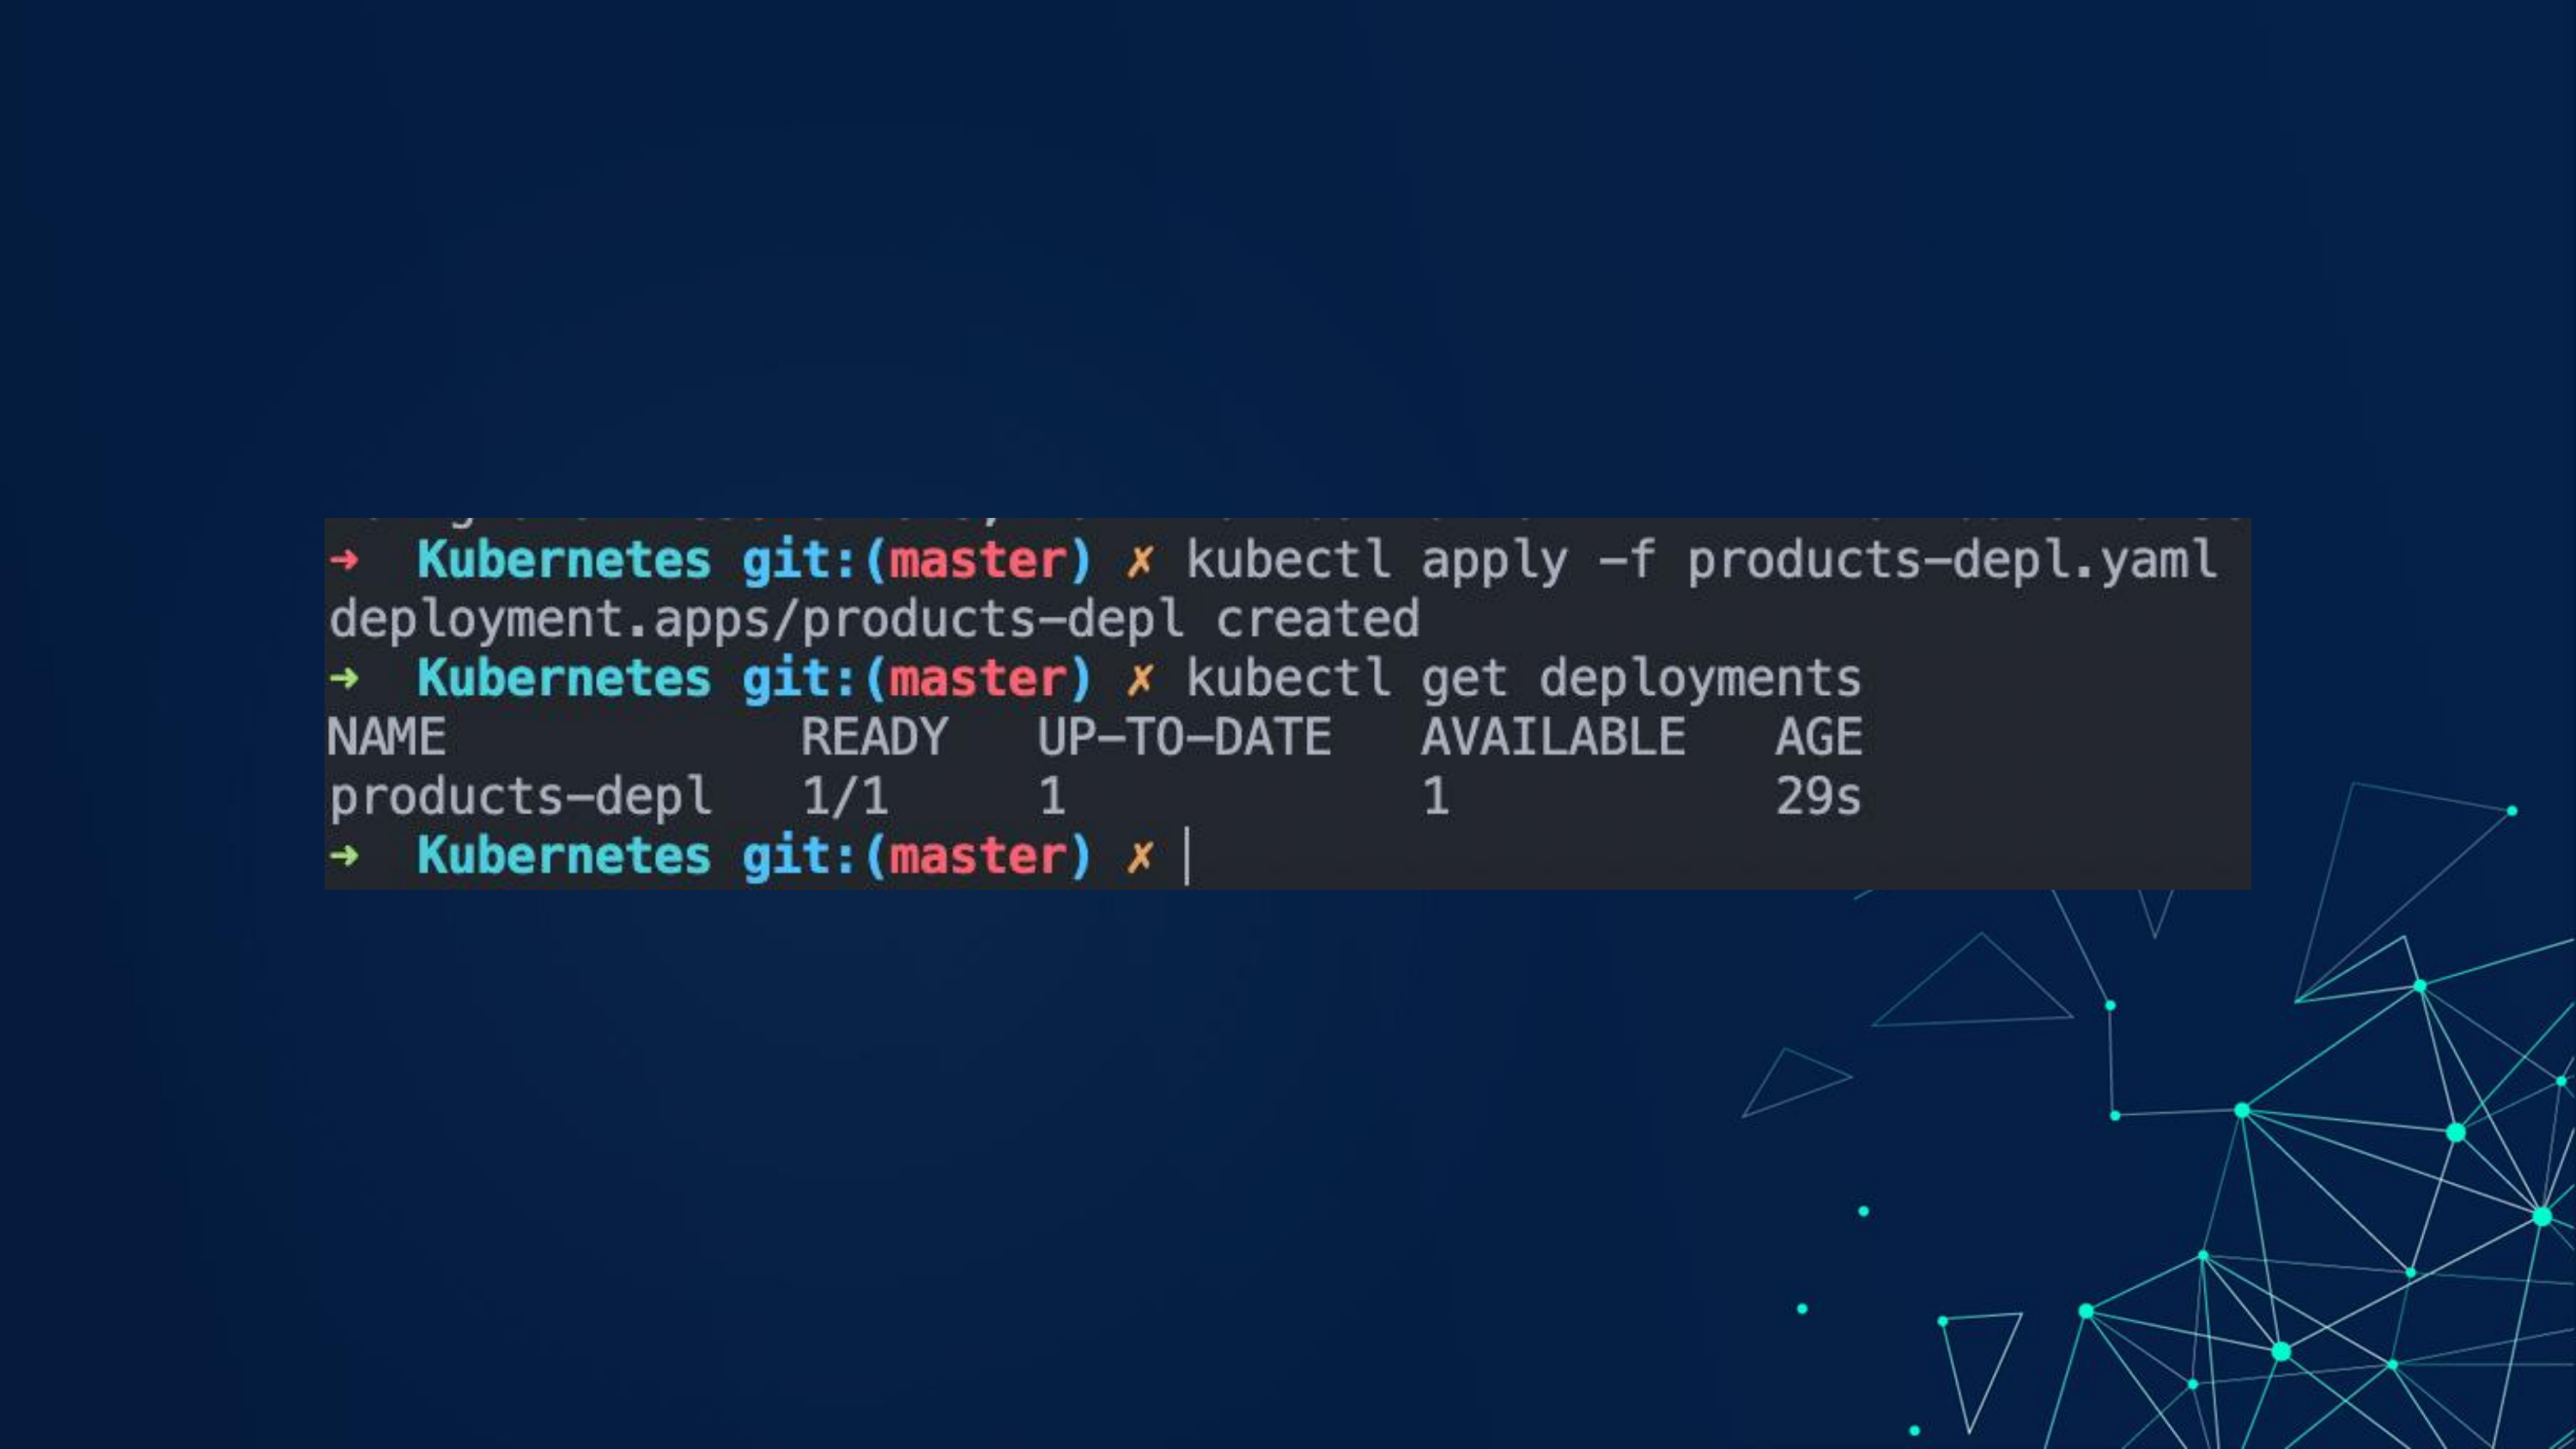 ➜ Kubernetes git:(master) ✗ kubectl apply -f products-depl.yaml
deployment.apps/products-depl created
➜ Kubernetes git:(master) ✗ kubectl get deployments
NAME READY UP-TO-DATE AVAILABLE AGE
products-depl 1/1 1 1 29s
➜ Kubernetes git:(master) ✗